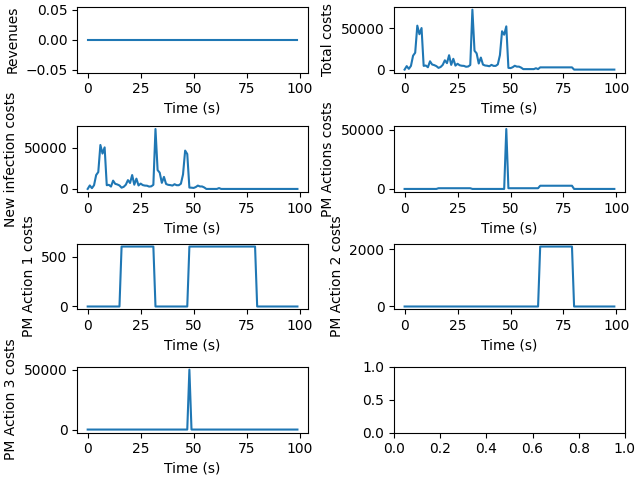 Revenues
0.05
0.00
−0.05
0 25 50 75 100
Time (s)
Total costs
50000
0
0 25 50 75 100
Time (s)
New infection costs
50000
0
0 25 50 75 100
Time (s)
PM Actions costs
50000
0
0 25 50 75 100
Time (s)
PM Action 1 costs
500
0
0 25 50 75 100
Time (s)
PM Action 2 costs
2000
0
0 25 50 75 100
Time (s)
PM Action 3 costs
50000
0
0 25 50 75 100
Time (s)
1.0
0.5
0.0
0.0 0.2 0.4 0.6 0.8 1.0